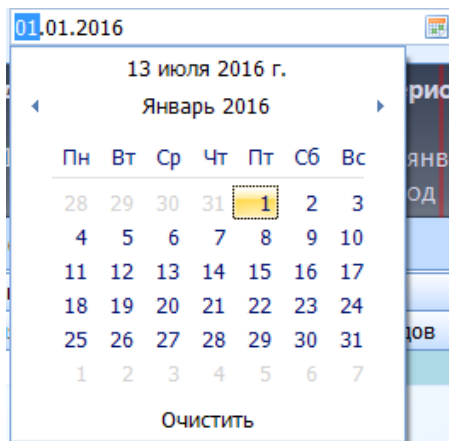 01.01.2016
13 июля 2016 г.
Январь 2016
Пн Вт Ср Чт Пт Сб Вс
28 29 30 31 1 2 3
4 5 6 7 8 9 10
11 12 13 14 15 16 17
18 19 20 21 22 23 24
25 26 27 28 29 30 31
1 2 3 4 5 6 7
Очистить